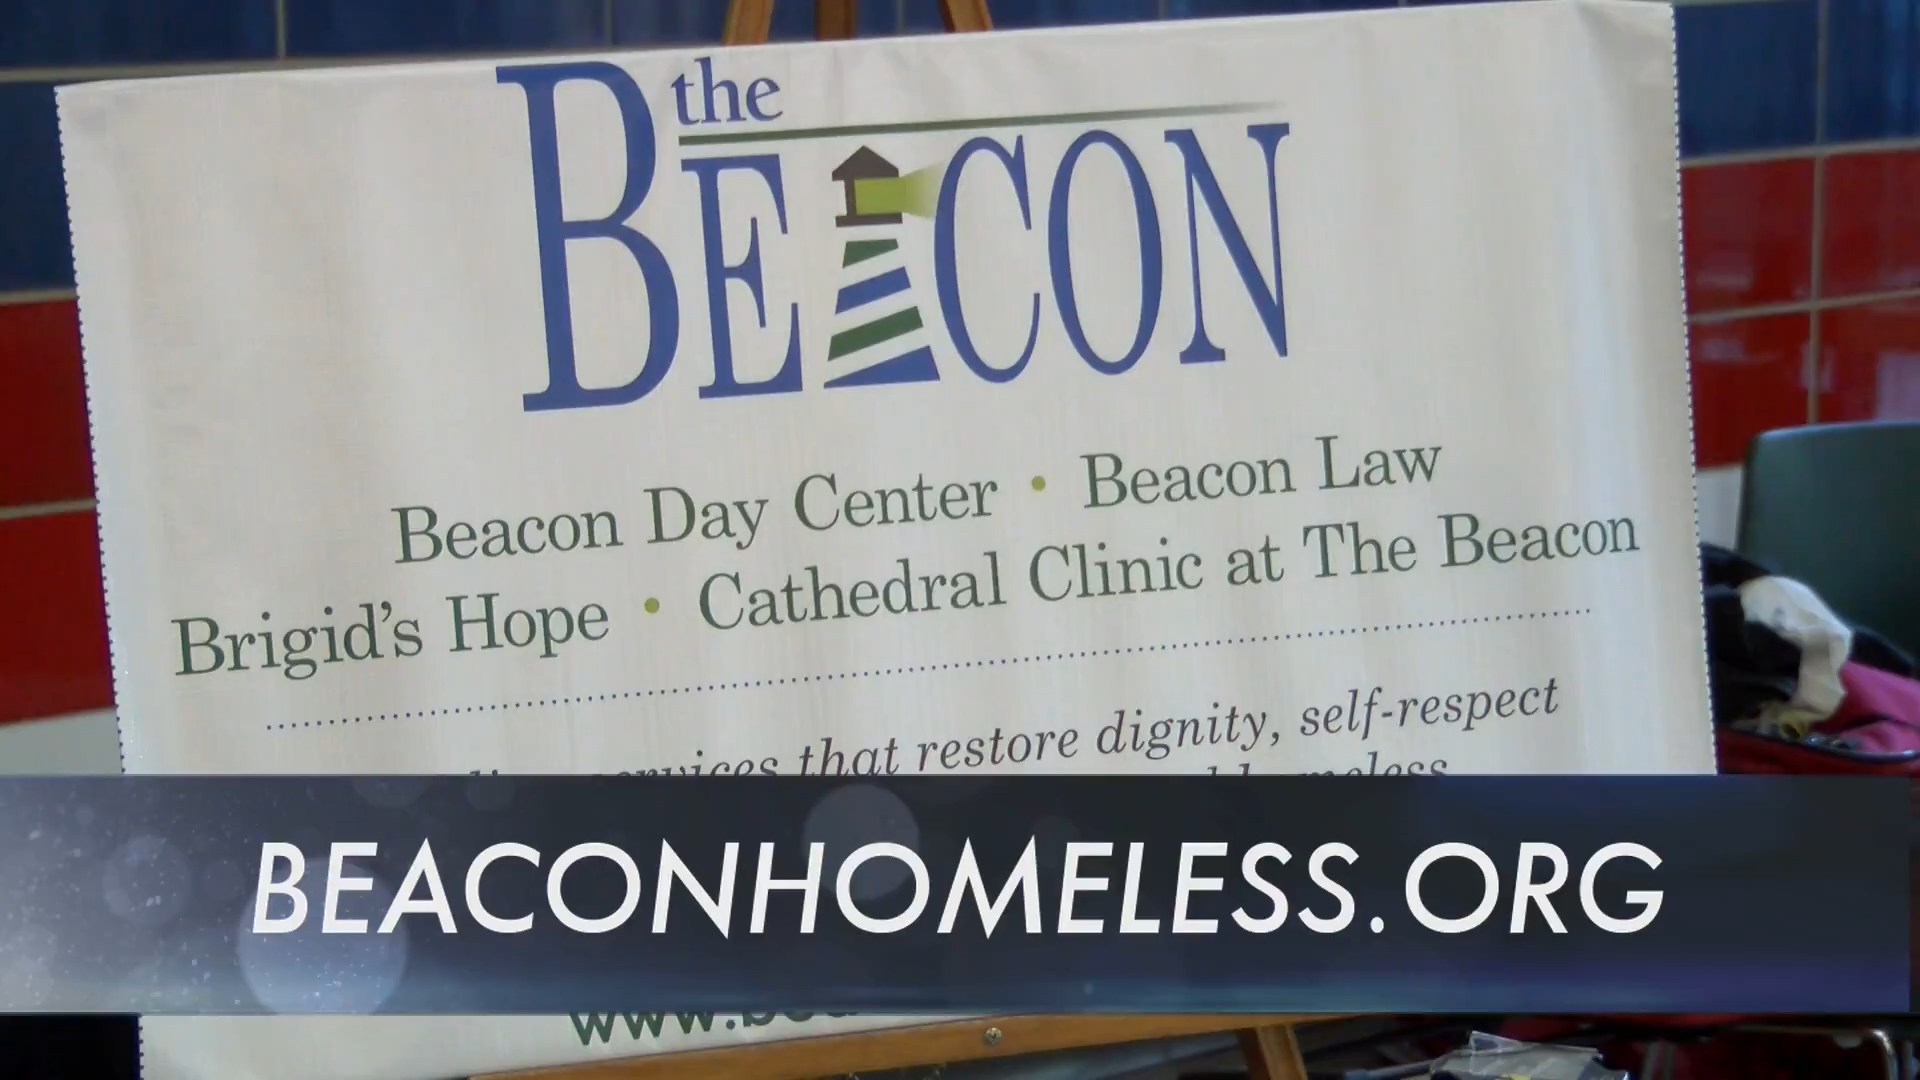 the
BEACON
Beacon Day Center • Beacon Law
Brigid's Hope • Cathedral Clinic at The Beacon
that restore dignity, self-respect
BEACONHOMELESS.ORG